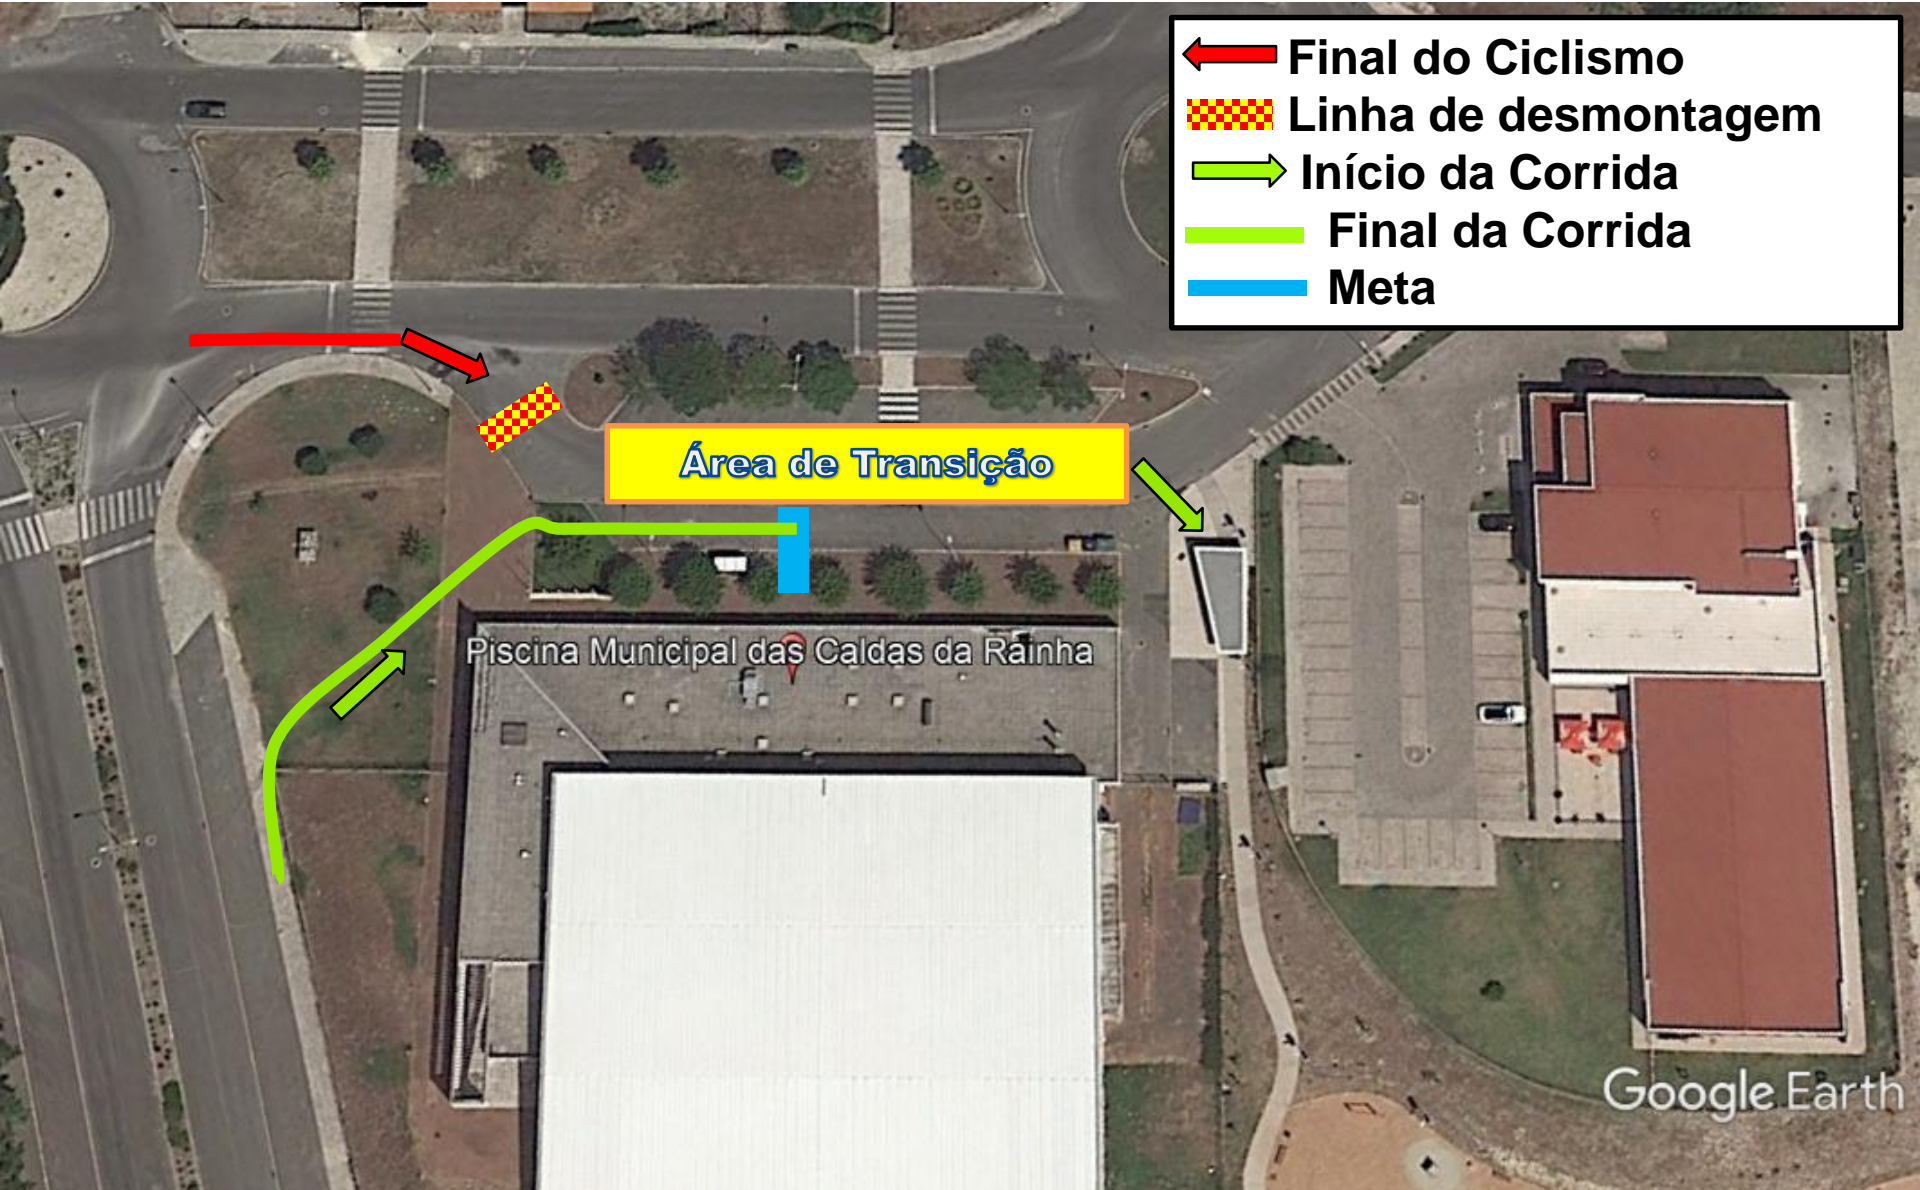 Final do Ciclismo
Linha de desmontagem
Início da Corrida
Final da Corrida
Meta
Área de Transição
Piscina Municipal das Caldas da Rainha
Google Earth